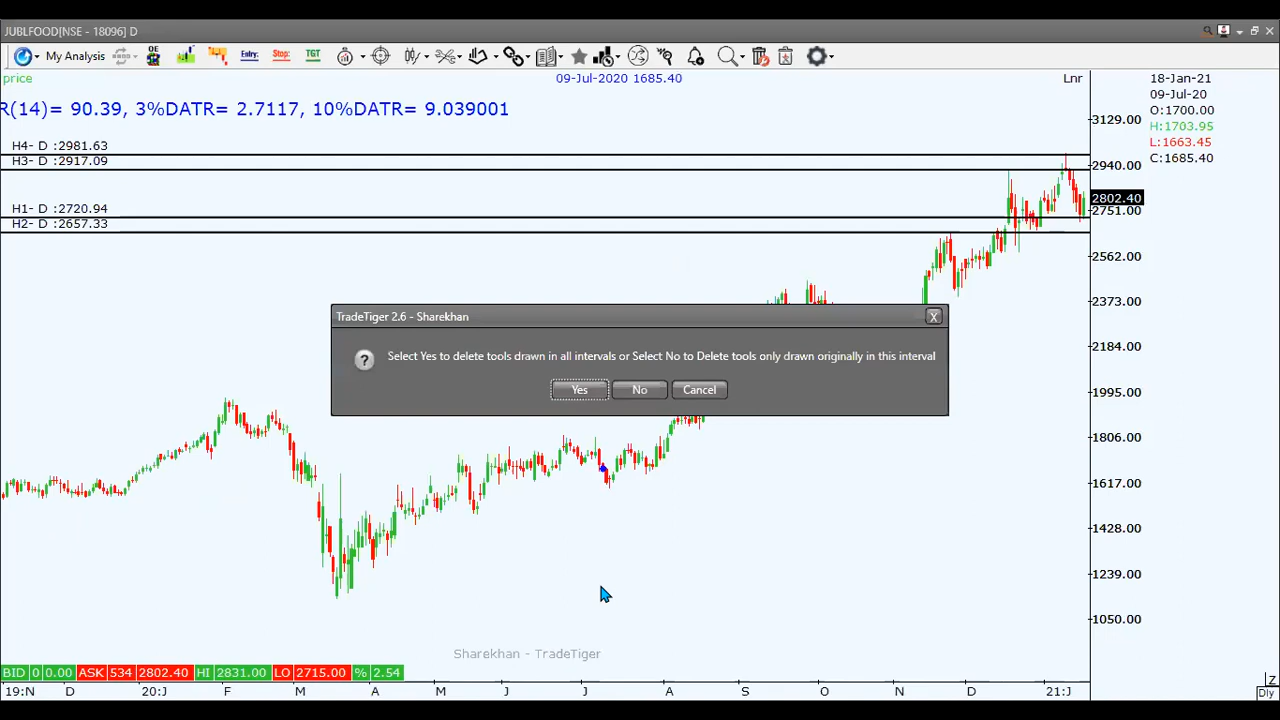 JUBLFOOD[NSE - 18096] D
My Analysis
OE
Entry:
Stop:
TGT
price
09-Jul-2020 1685.40
Lnr
18-Jan-21
09-Jul-20
O:1700.00
H:1703.95
L:1663.45
C:1685.40
R(14)= 90.39, 3%DATR= 2.7117, 10%DATR= 9.039001
H4- D :2981.63
H3- D :2917.09
H1- D :2720.94
H2- D :2657.33
3129.00
2940.00
2802.40
2751.00
2562.00
2373.00
2184.00
1995.00
1806.00
1617.00
1428.00
1239.00
1050.00
TradeTiger 2.6 - Sharekhan
X
?
Select Yes to delete tools drawn in all intervals or Select No to Delete tools only drawn originally in this interval
Yes No Cancel
Sharekhan - TradeTiger
BID 0 0.00 ASK 534 2802.40 HI 2831.00 LO 2715.00 % 2.54
19:N D 20:J F M A M J J A S O N D 21:J
Z
Dly